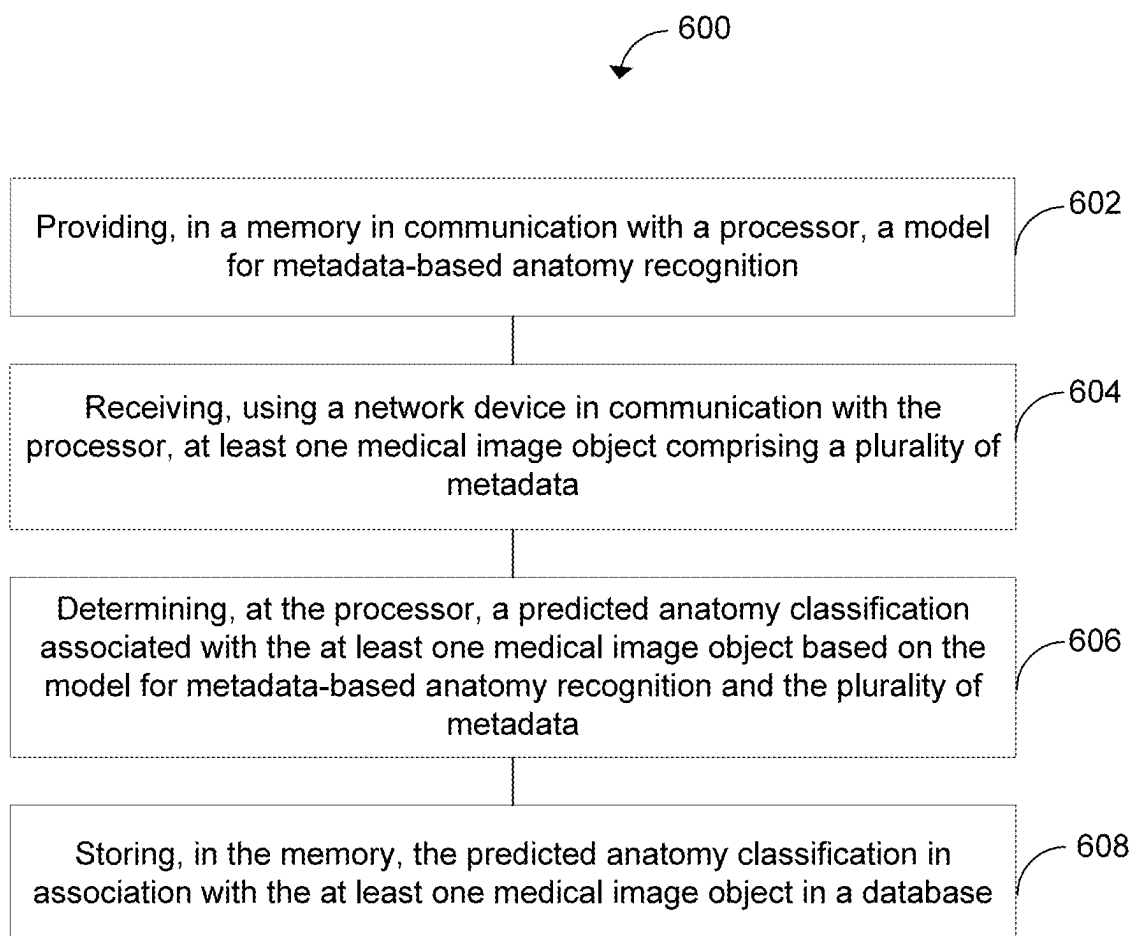 600
Providing, in a memory in communication with a processor, a model
for metadata-based anatomy recognition
602
Receiving, using a network device in communication with the
processor, at least one medical image object comprising a plurality of
metadata
604
Determining, at the processor, a predicted anatomy classification
associated with the at least one medical image object based on the
model for metadata-based anatomy recognition and the plurality of
metadata
606
Storing, in the memory, the predicted anatomy classification in
association with the at least one medical image object in a database
608